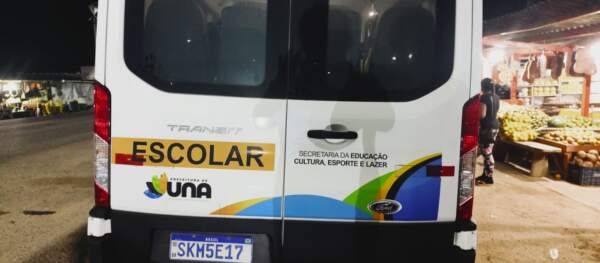 TRANSIT
ESCOLAR
SECRETARIA DA EDUCAÇÃO
CULTURA, ESPORTE E LAZER
PREFEITURA DE
UNA
Ford
BRASIL
SKM5E17